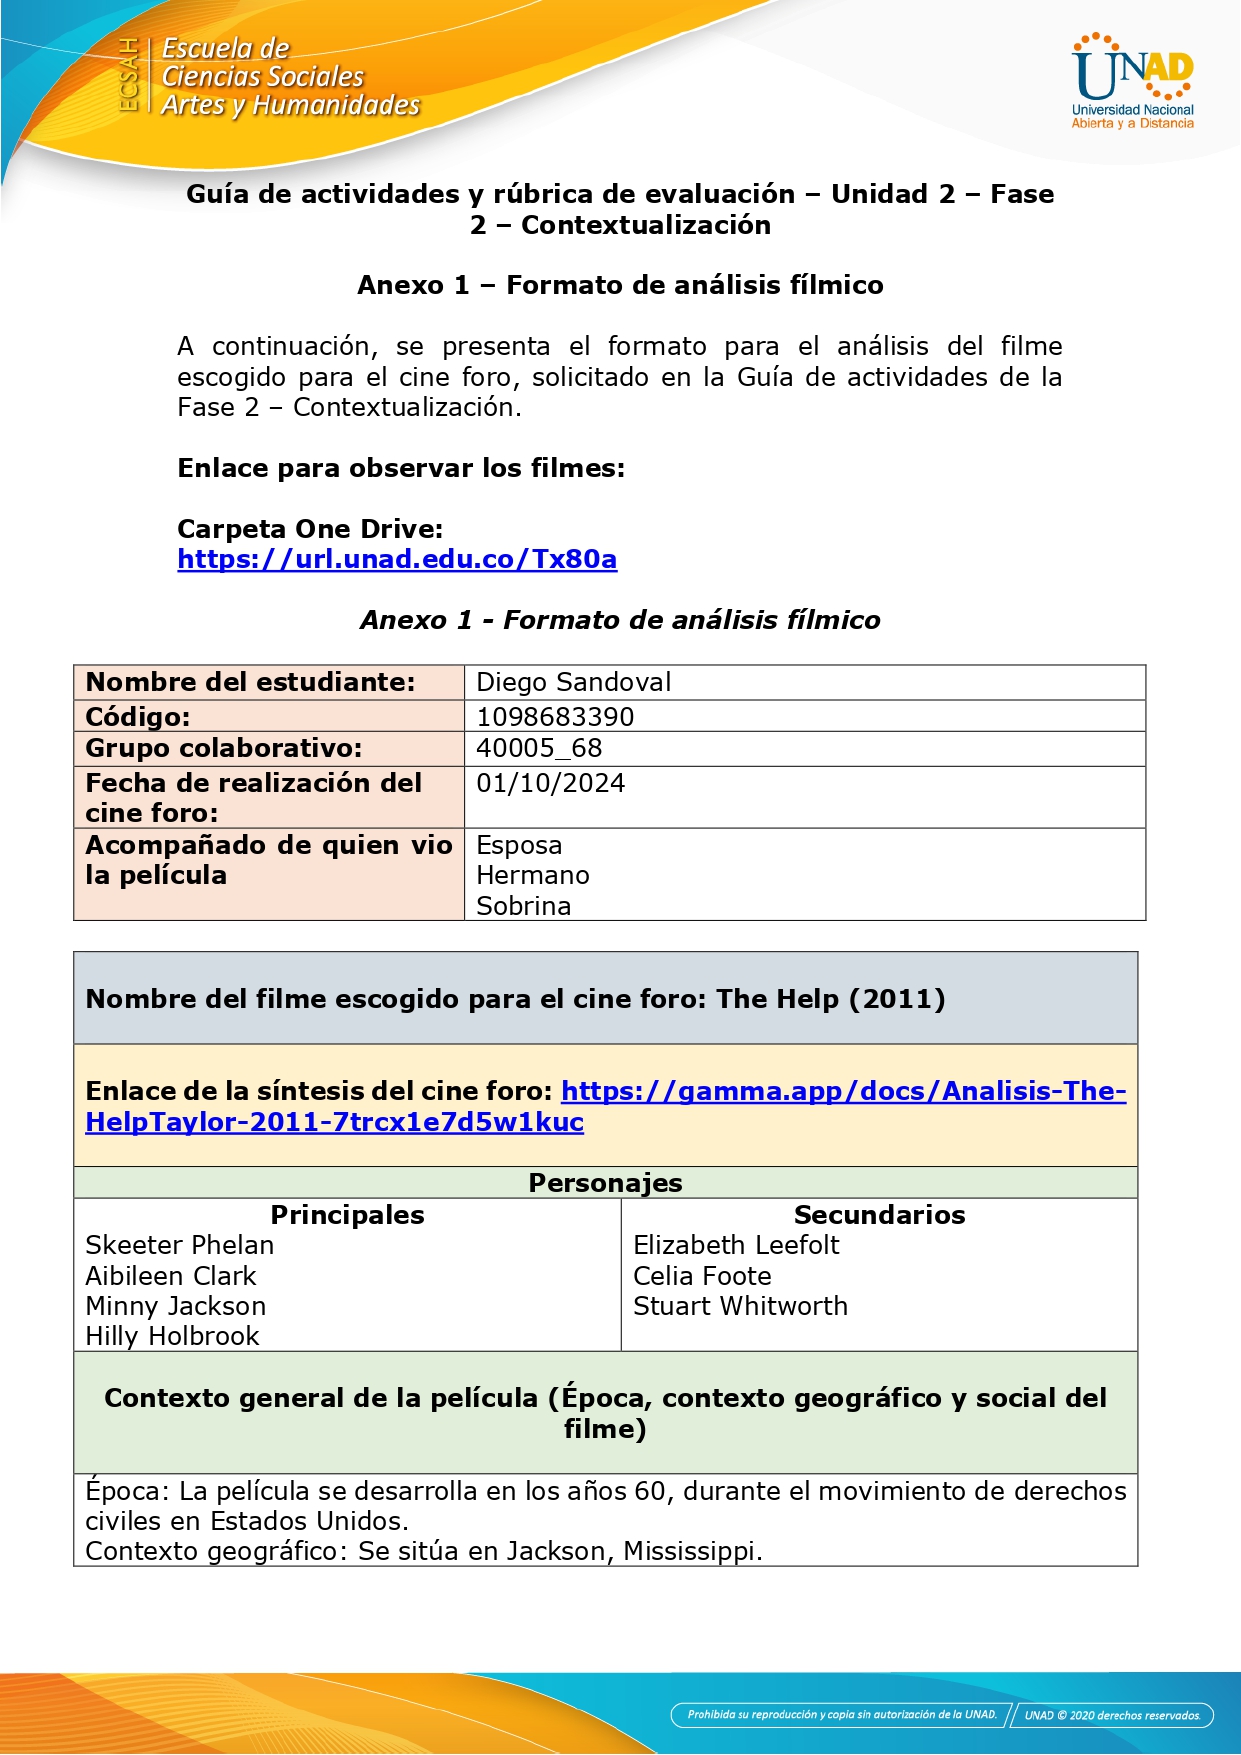 ECSAH
Escuela de
Ciencias Sociales
Artes y Humanidades
UNAD
Universidad Nacional
Abierta y a Distancia
Guía de actividades y rúbrica de evaluación – Unidad 2 – Fase
2 – Contextualización
Anexo 1 – Formato de análisis fílmico
A continuación, se presenta el formato para el análisis del filme
escogido para el cine foro, solicitado en la Guía de actividades de la
Fase 2 – Contextualización.
Enlace para observar los filmes:
Carpeta One Drive:
https://url.unad.edu.co/Tx80a
Anexo 1 - Formato de análisis fílmico
Nombre del estudiante: Diego Sandoval
Código: 1098683390
Grupo colaborativo: 40005_68
Fecha de realización del 01/10/2024
cine foro:
Acompañado de quien vio Esposa
la película Hermano
Sobrina
Nombre del filme escogido para el cine foro: The Help (2011)
Enlace de la síntesis del cine foro: https://gamma.app/docs/Analisis-The-
HelpTaylor-2011-7trcx1e7d5w1kuc
Personajes
Principales Secundarios
Skeeter Phelan Elizabeth Leefolt
Aibileen Clark Celia Foote
Minny Jackson Stuart Whitworth
Hilly Holbrook
Contexto general de la película (Época, contexto geográfico y social del
filme)
Época: La película se desarrolla en los años 60, durante el movimiento de derechos
civiles en Estados Unidos.
Contexto geográfico: Se sitúa en Jackson, Mississippi.
Prohibida su reproducción y copia sin autorización de la UNAD. // UNAD © 2020 derechos reservados.